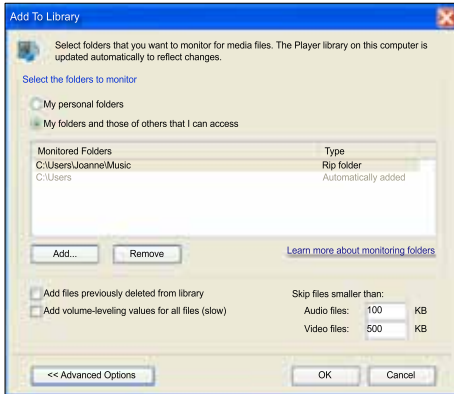 Add To Library
Select folders that you want to monitor for media files. The Player library on this computer is
updated automatically to reflect changes.
Select the folders to monitor
My personal folders
My folders and those of others that I can access
Monitored Folders Type
C:\Users\Joanne\Music Rip folder
C:\Users Automatically added
Add... Remove Learn more about monitoring folders
Add files previously deleted from library Skip files smaller than:
Add volume-leveling values for all files (slow) Audio files: 100 KB
Video files: 500 KB
<< Advanced Options OK Cancel